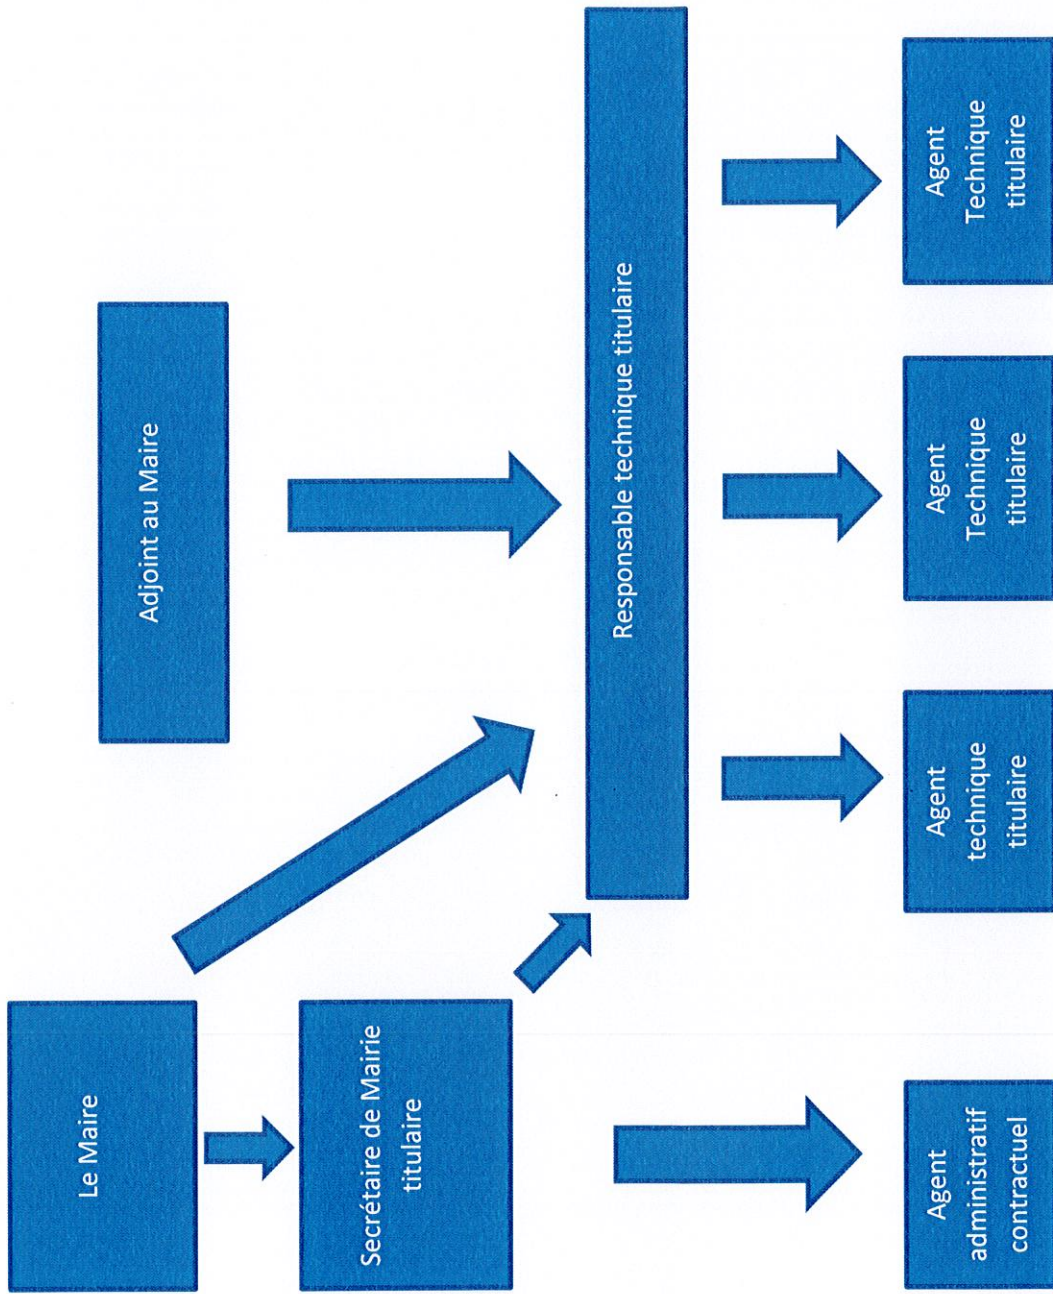 Le Maire
Adjoint au Maire
Secrétaire de Mairie
titulaire
Responsable technique titulaire
Agent
administratif
contractuel
Agent
technique
titulaire
Agent
Technique
titulaire
Agent
Technique
titulaire